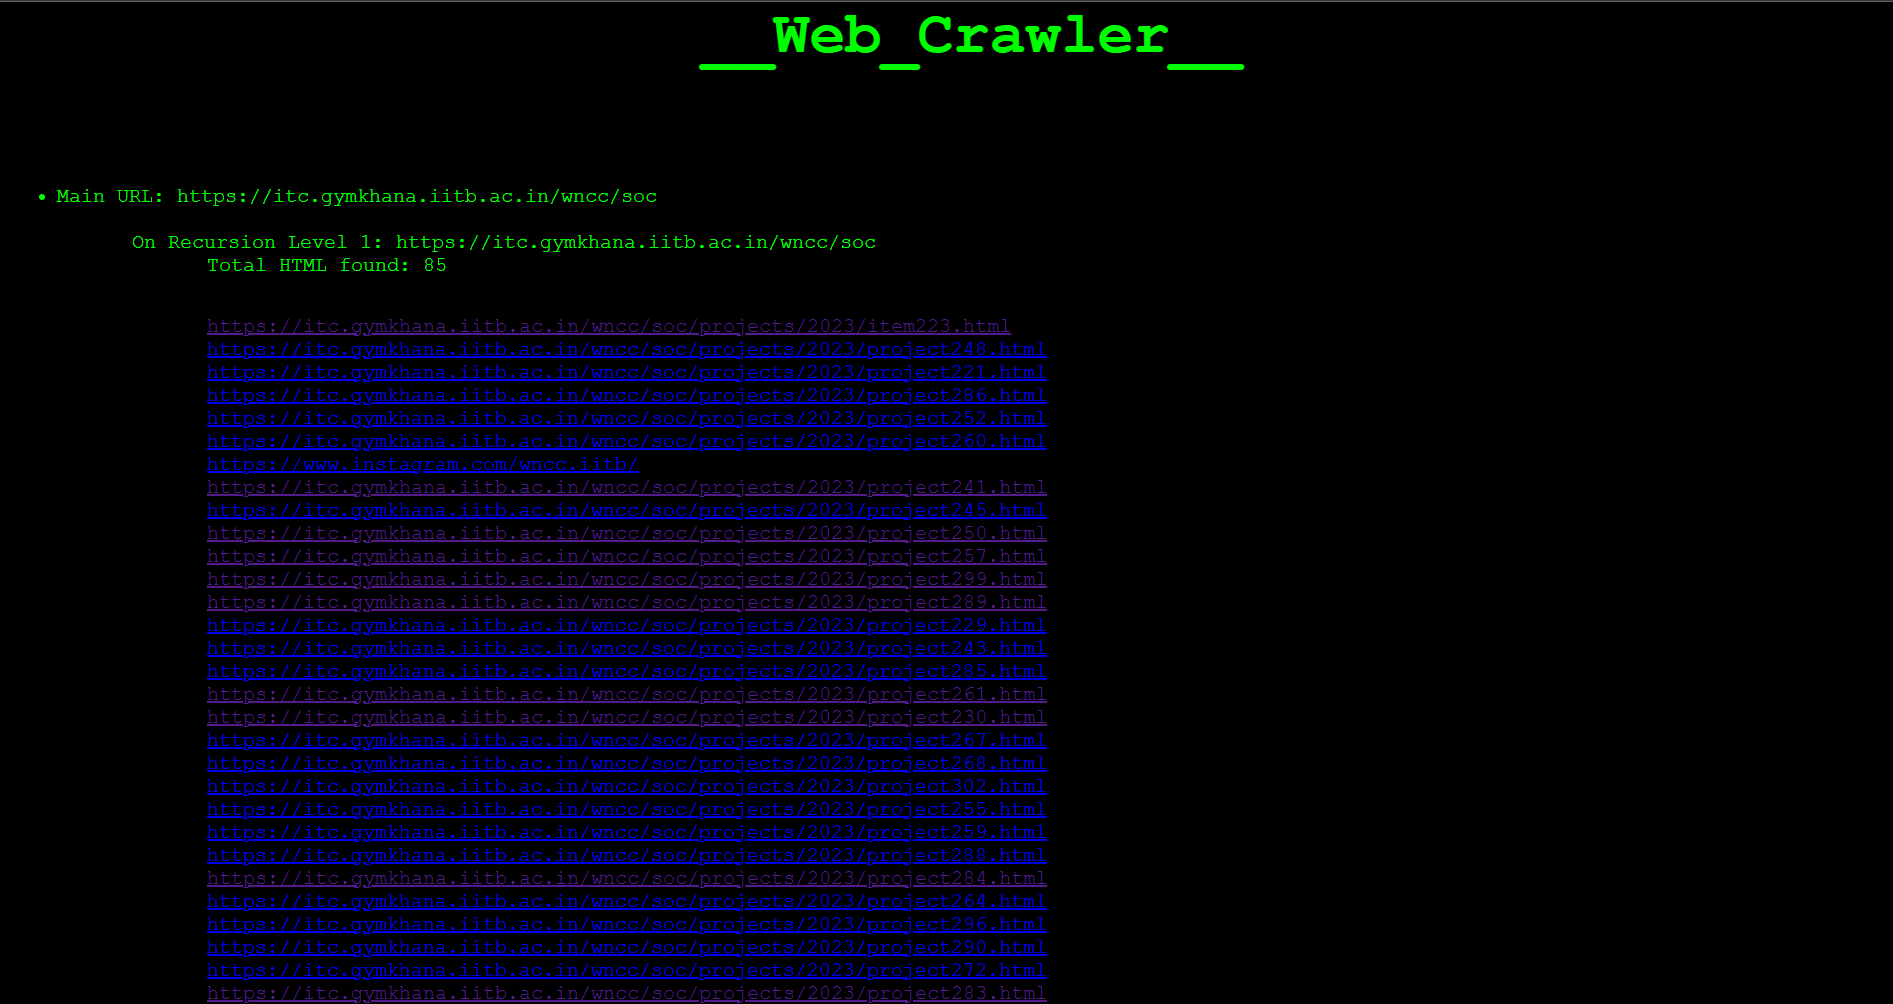 ___Web_Crawler___
• Main URL: https://itc.gymkhana.iitb.ac.in/wncc/soc
On Recursion Level 1: https://itc.gymkhana.iitb.ac.in/wncc/soc
Total HTML found: 85
https://itc.gymkhana.iitb.ac.in/wncc/soc/projects/2023/item223.html
https://itc.gymkhana.iitb.ac.in/wncc/soc/projects/2023/project248.html
https://itc.gymkhana.iitb.ac.in/wncc/soc/projects/2023/project221.html
https://itc.gymkhana.iitb.ac.in/wncc/soc/projects/2023/project286.html
https://itc.gymkhana.iitb.ac.in/wncc/soc/projects/2023/project252.html
https://itc.gymkhana.iitb.ac.in/wncc/soc/projects/2023/project260.html
https://www.instagram.com/wncc.iitb/
https://itc.gymkhana.iitb.ac.in/wncc/soc/projects/2023/project241.html
https://itc.gymkhana.iitb.ac.in/wncc/soc/projects/2023/project245.html
https://itc.gymkhana.iitb.ac.in/wncc/soc/projects/2023/project250.html
https://itc.gymkhana.iitb.ac.in/wncc/soc/projects/2023/project257.html
https://itc.gymkhana.iitb.ac.in/wncc/soc/projects/2023/project299.html
https://itc.gymkhana.iitb.ac.in/wncc/soc/projects/2023/project289.html
https://itc.gymkhana.iitb.ac.in/wncc/soc/projects/2023/project229.html
https://itc.gymkhana.iitb.ac.in/wncc/soc/projects/2023/project243.html
https://itc.gymkhana.iitb.ac.in/wncc/soc/projects/2023/project285.html
https://itc.gymkhana.iitb.ac.in/wncc/soc/projects/2023/project261.html
https://itc.gymkhana.iitb.ac.in/wncc/soc/projects/2023/project230.html
https://itc.gymkhana.iitb.ac.in/wncc/soc/projects/2023/project267.html
https://itc.gymkhana.iitb.ac.in/wncc/soc/projects/2023/project268.html
https://itc.gymkhana.iitb.ac.in/wncc/soc/projects/2023/project302.html
https://itc.gymkhana.iitb.ac.in/wncc/soc/projects/2023/project255.html
https://itc.gymkhana.iitb.ac.in/wncc/soc/projects/2023/project259.html
https://itc.gymkhana.iitb.ac.in/wncc/soc/projects/2023/project288.html
https://itc.gymkhana.iitb.ac.in/wncc/soc/projects/2023/project284.html
https://itc.gymkhana.iitb.ac.in/wncc/soc/projects/2023/project264.html
https://itc.gymkhana.iitb.ac.in/wncc/soc/projects/2023/project296.html
https://itc.gymkhana.iitb.ac.in/wncc/soc/projects/2023/project290.html
https://itc.gymkhana.iitb.ac.in/wncc/soc/projects/2023/project272.html
https://itc.gymkhana.iitb.ac.in/wncc/soc/projects/2023/project283.html